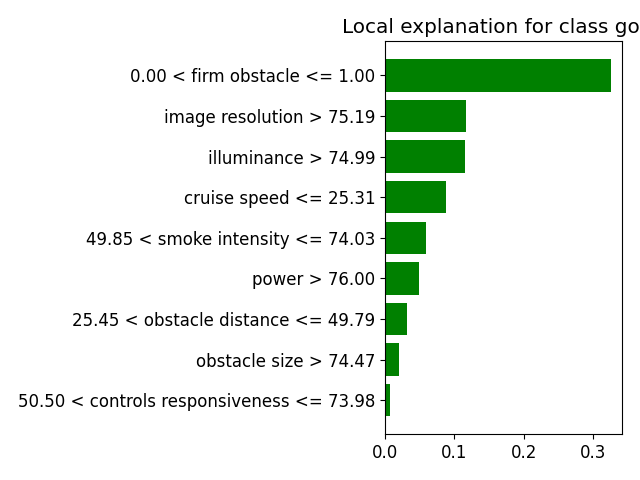 Local explanation for class go
0.00 < firm obstacle <= 1.00
image resolution > 75.19
illuminance > 74.99
cruise speed <= 25.31
49.85 < smoke intensity <= 74.03
power > 76.00
25.45 < obstacle distance <= 49.79
obstacle size > 74.47
50.50 < controls responsiveness <= 73.98
0.0 0.1 0.2 0.3